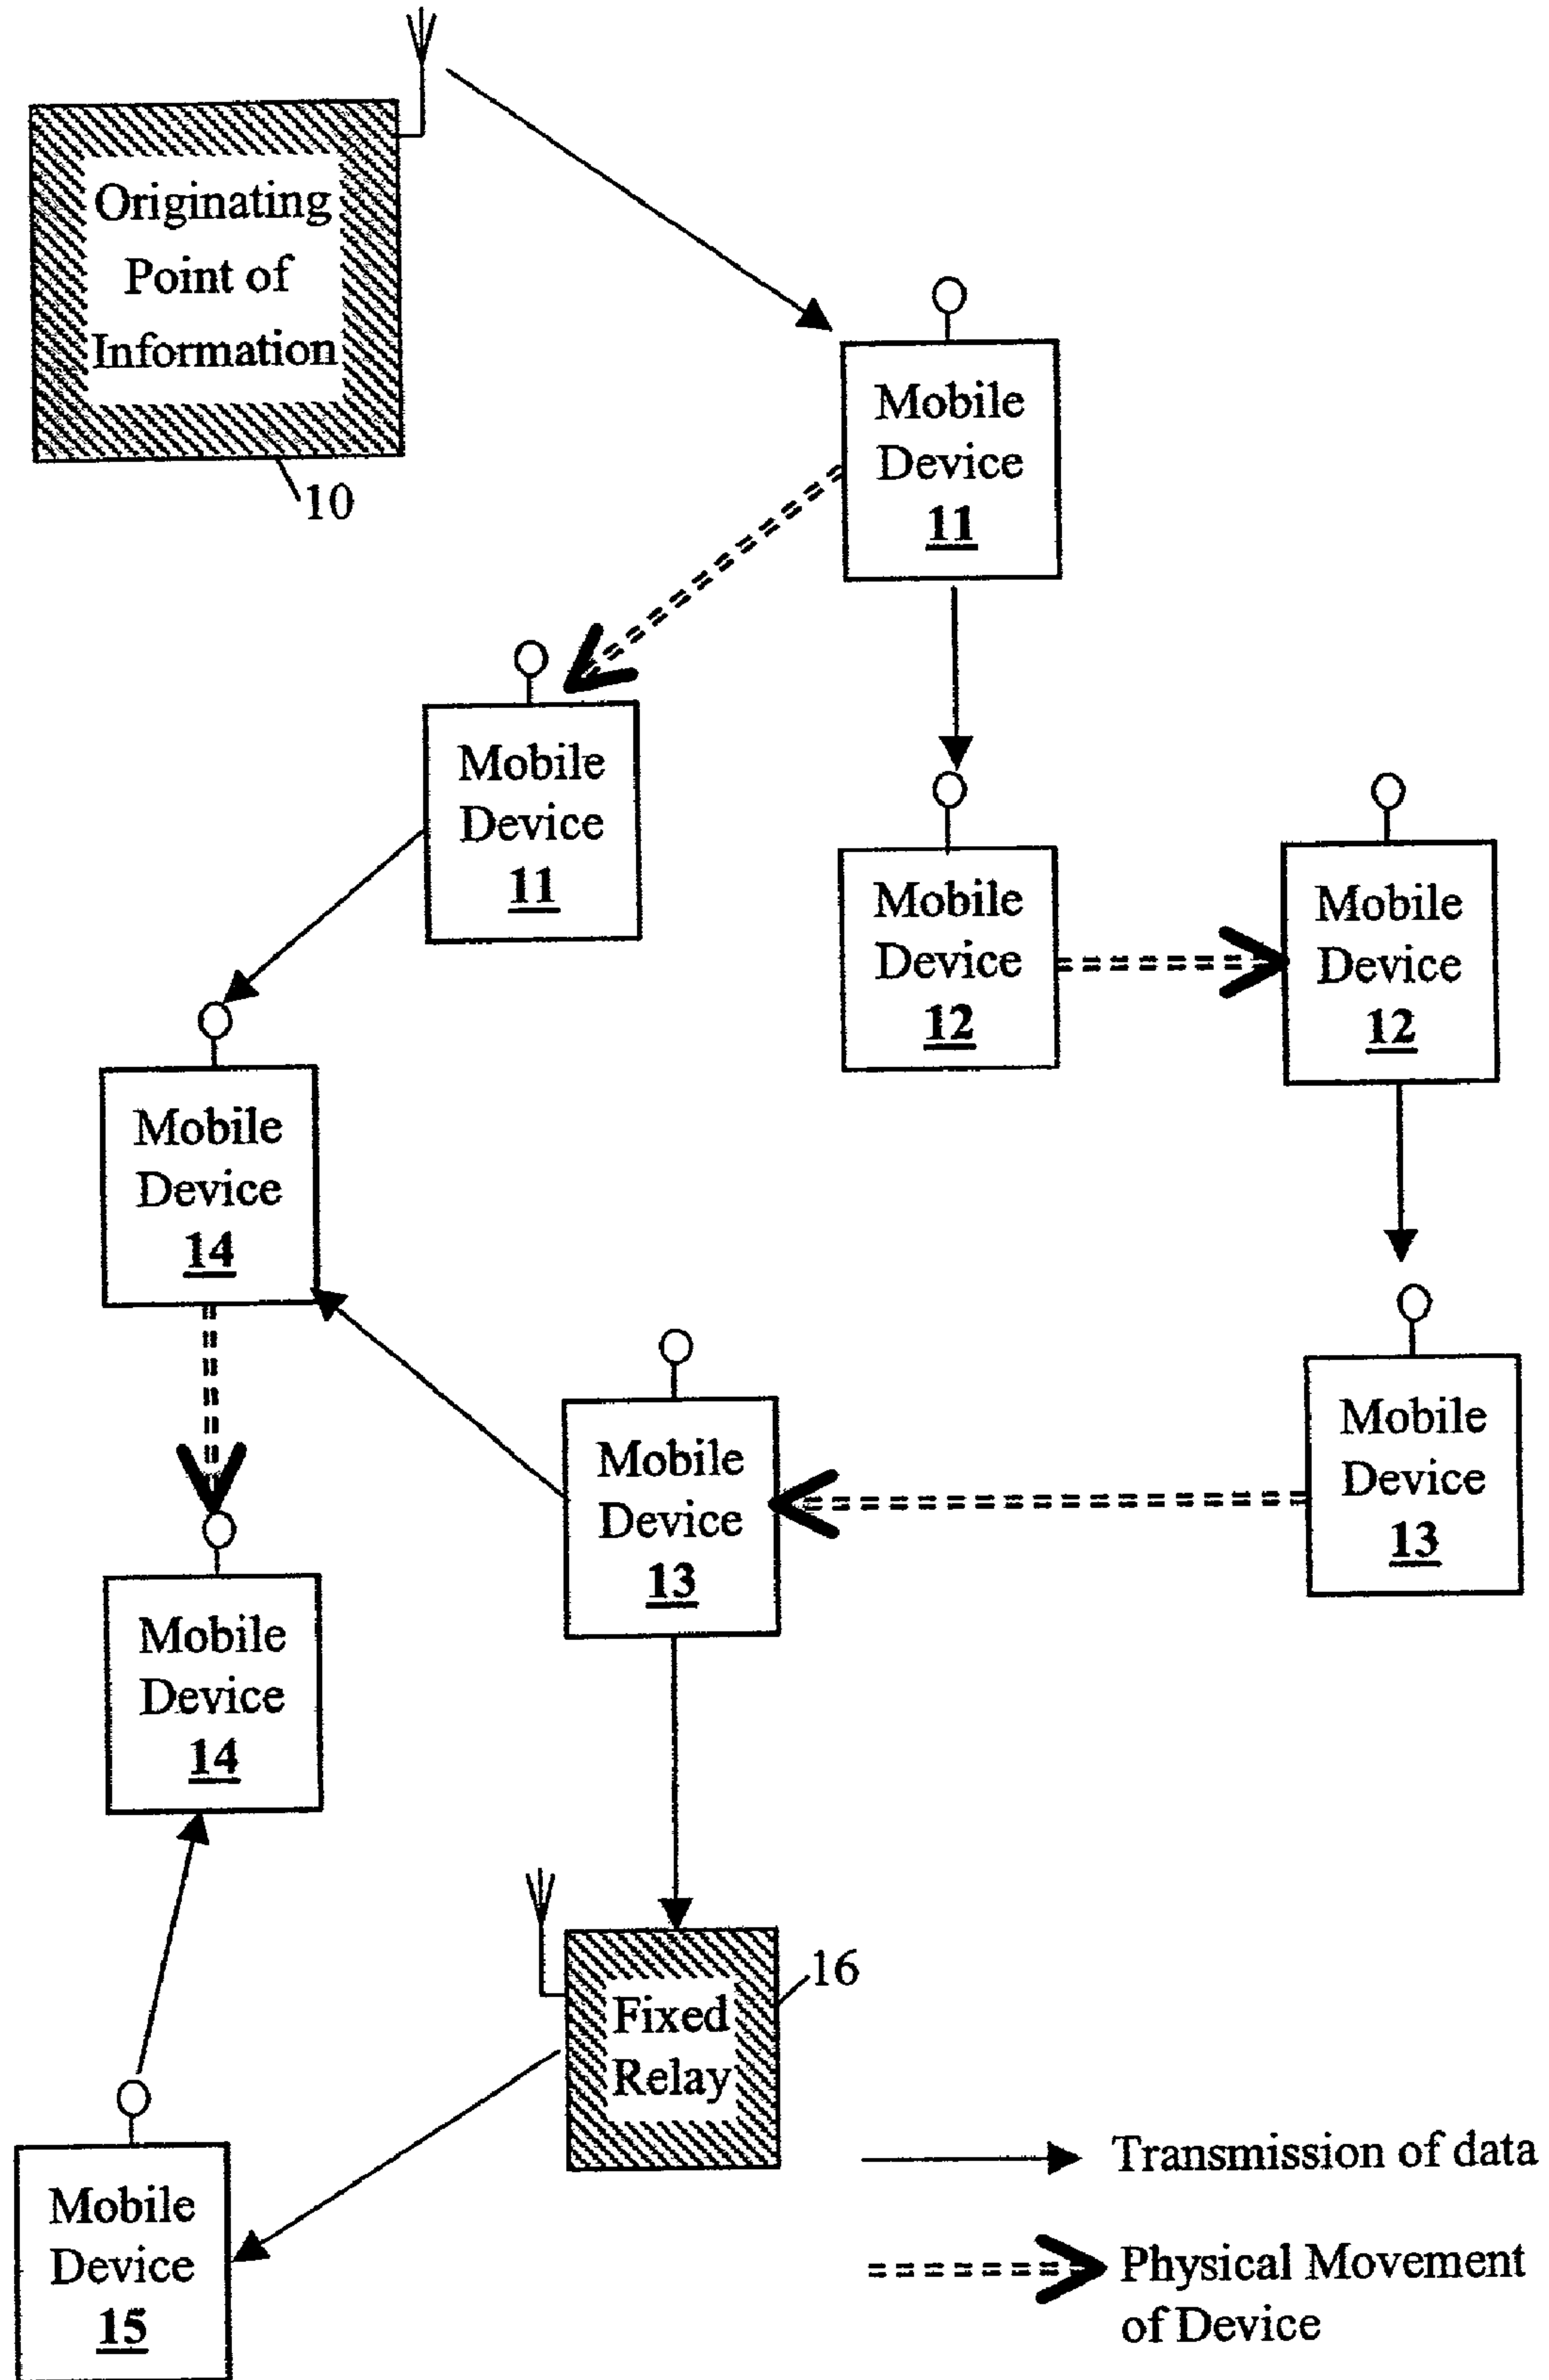 Originating
Point of
Information
10
Mobile
Device
11
Mobile
Device
11
Mobile
Device
12
Mobile
Device
12
Mobile
Device
14
Mobile
Device
13
Mobile
Device
13
Mobile
Device
14
16
Fixed
Relay
Mobile
Device
15
Transmission of data
Physical Movement
of Device